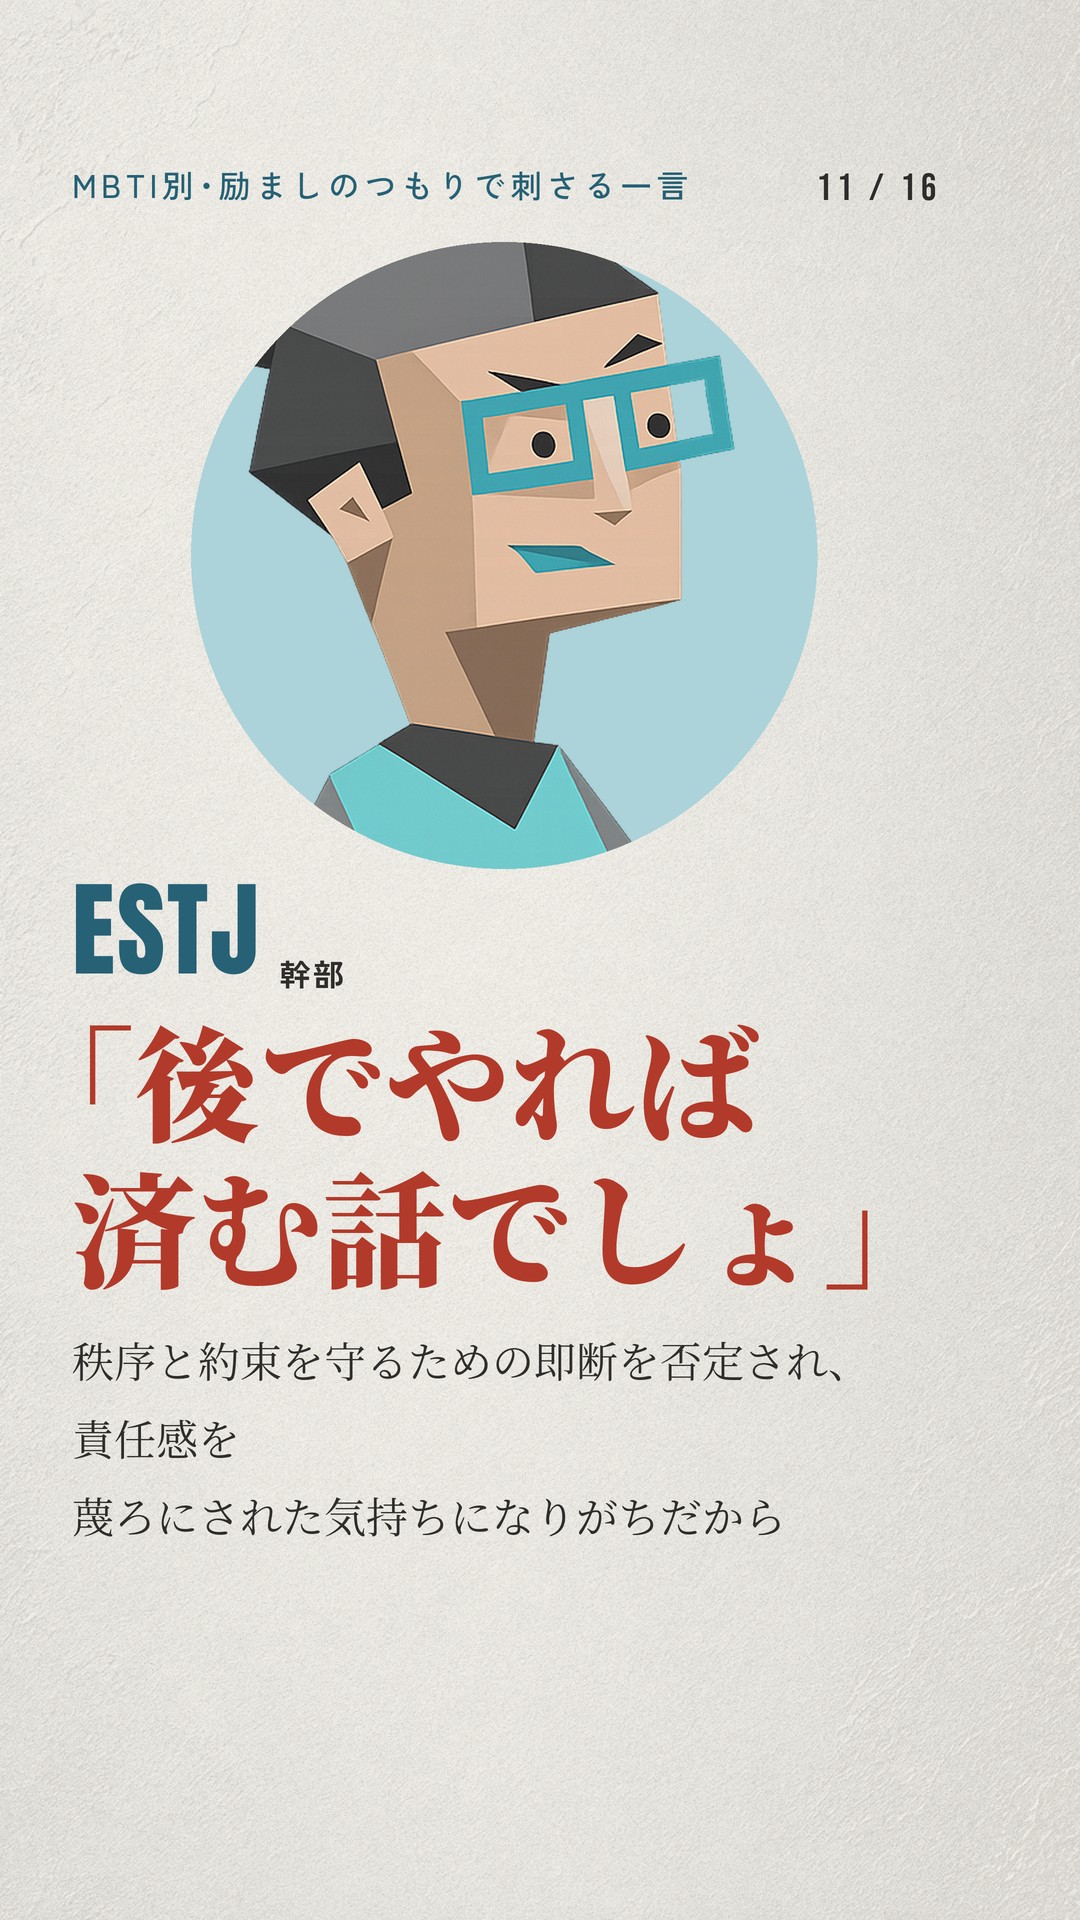 MBTI別・励ましのつもりで刺さる一言
11 / 16
ESTJ 幹部
「後でやれば
済む話でしょ」
秩序と約束を守るための即断を否定され、
責任感を
蔑ろにされた気持ちになりがちだから